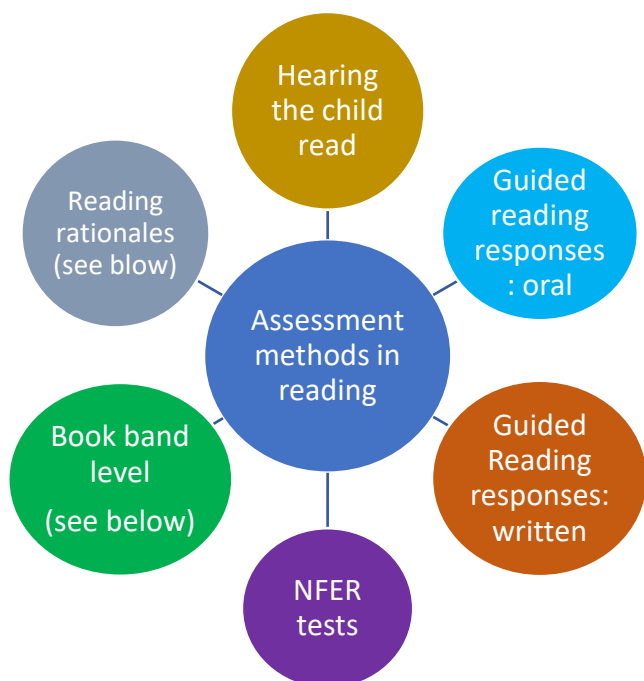 Hearing
the child
read
Guided
reading
responses
: oral
Guided
Reading
responses:
written
NFER
tests
Book band
level
(see below)
Reading
rationales
(see blow)
Assessment
methods in
reading